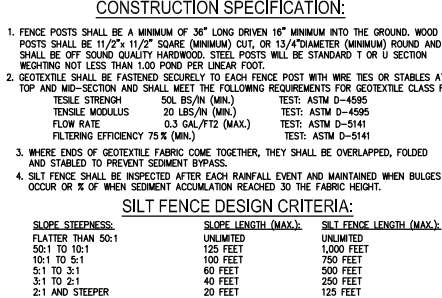 CONSTRUCTION SPECIFICATION:
1. FENCE POSTS SHALL BE A MINIMUM OF 36" LONG DRIVEN 16" MINIMUM INTO THE GROUND. WOOD
POSTS SHALL BE 11/2"x 11/2" SQARE (MINIMUM) CUT, OR 13/4"DIAMETER (MINIMUM) ROUND AND
SHALL BE OFF SOUND QUALITY HARDWOOD. STEEL POSTS WILL BE STANDARD T OR U SECTION
WEGHTING NOT LESS THAN 1.00 POND PER LINEAR FOOT.
2. GEOTEXTILE SHALL BE FASTENED SECURELY TO EACH FENCE POST WITH WIRE TIES OR STABLES AT
TOP AND MID-SECTION AND SHALL MEET THE FOLLOWING REQUIREMENTS FOR GEOTEXTILE CLASS F
TESILE STRENGH 50L BS/IN (MIN.) TEST: ASTM D-4595
TENSILE MODULUS 20 LBS/IN (MIN.) TEST: ASTM D-4595
FLOW RATE 0.3 GAL/FT2 (MAX.) TEST: ASTM D-5141
FILTERING EFFICIENCY 75 % (MIN.) TEST: ASTM D-5141
3. WHERE ENDS OF GEOTEXTILE FABRIC COME TOGETHER, THEY SHALL BE OVERLAPPED, FOLDED
AND STABLED TO PREVENT SEDIMENT BYPASS.
4. SILT FENCE SHALL BE INSPECTED AFTER EACH RAINFALL EVENT AND MAINTAINED WHEN BULGES
OCCUR OR % OF WHEN SEDIMENT ACCUMLATION REACHED 30 THE FABRIC HEIGHT.
SILT FENCE DESIGN CRITERIA:
SLOPE STEEPNESS: SLOPE LENGTH (MAX.): SILT FENCE LENGTH (MAX.):
FLATTER THAN 50:1 UNLIMITED UNLIMITED
50:1 TO 10:1 125 FEET 1,000 FEET
10:1 TO 5:1 100 FEET 750 FEET
5:1 TO 3:1 60 FEET 500 FEET
3:1 TO 2:1 40 FEET 250 FEET
2:1 AND STEEPER 20 FEET 125 FEET